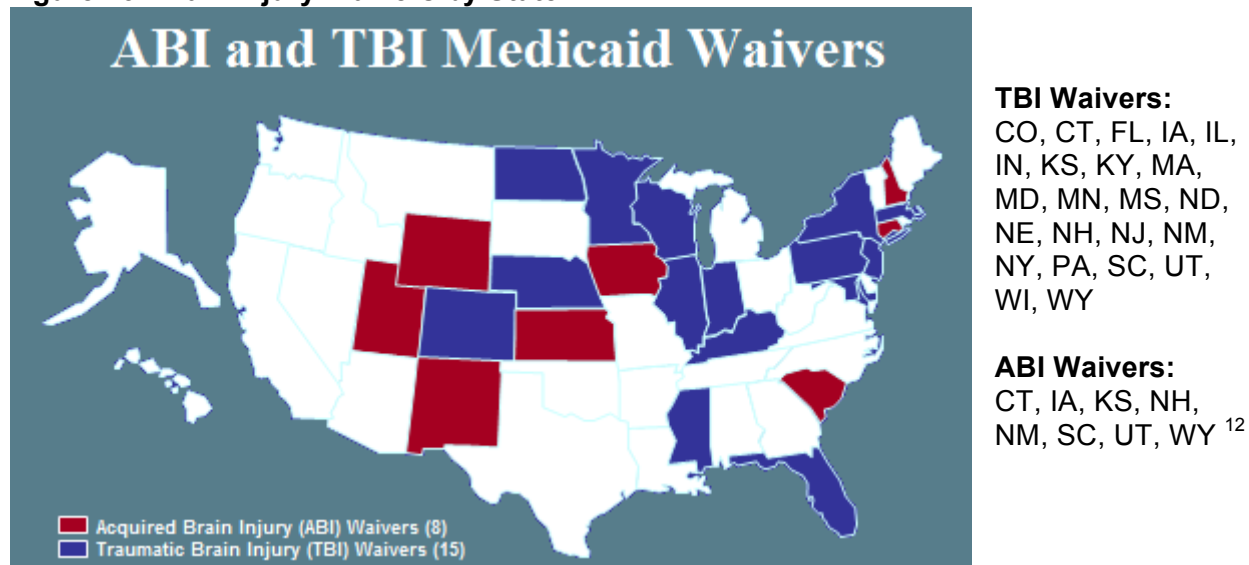 ABI and TBI Medicaid Waivers
Acquired Brain Injury (ABI) Waivers (8)
Traumatic Brain Injury (TBI) Waivers (15)
TBI Waivers:
CO, CT, FL, IA, IL,
IN, KS, KY, MA,
MD, MN, MS, ND,
NE, NH, NJ, NM,
NY, PA, SC, UT,
WI, WY
ABI Waivers:
CT, IA, KS, NH,
NM, SC, UT, WY 12